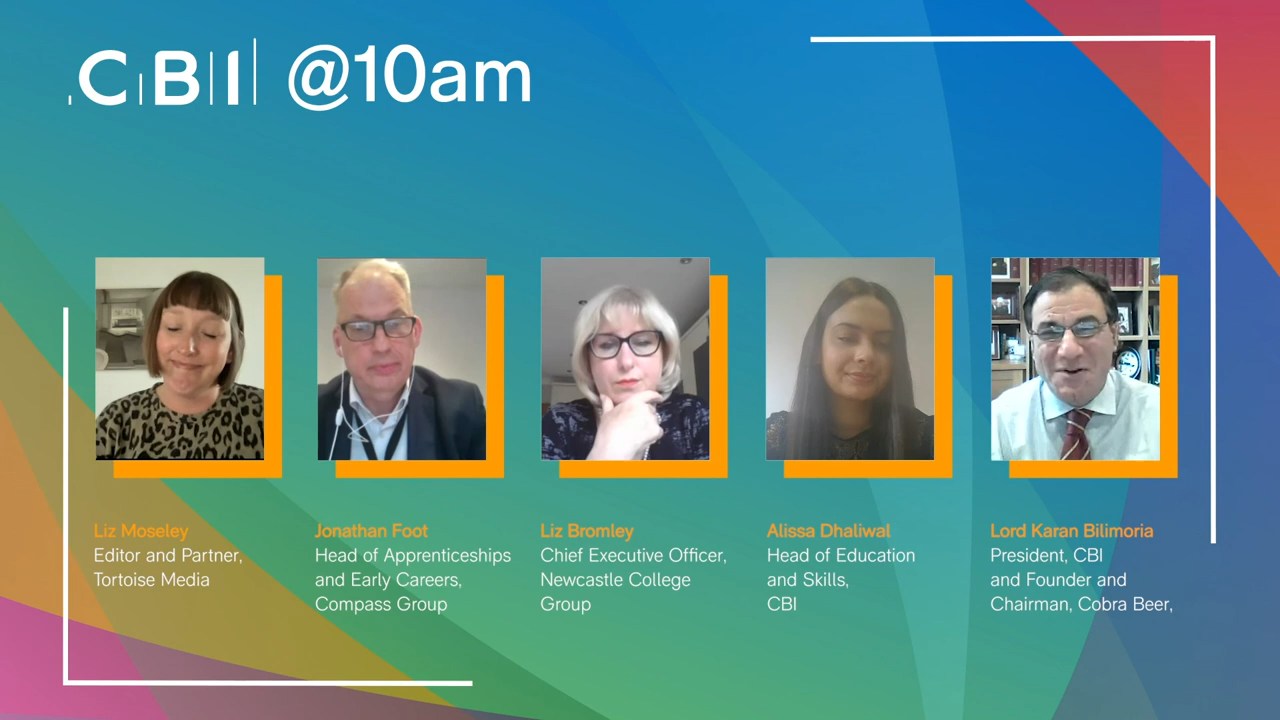 CBI @10am
Liz Moseley
Editor and Partner,
Tortoise Media
Jonathan Foot
Head of Apprenticeships
and Early Careers,
Compass Group
Liz Bromley
Chief Executive Officer,
Newcastle College
Group
Alissa Dhaliwal
Head of Education
and Skills,
CBI
Lord Karan Bilimoria
President, CBI
and Founder and
Chairman, Cobra Beer,